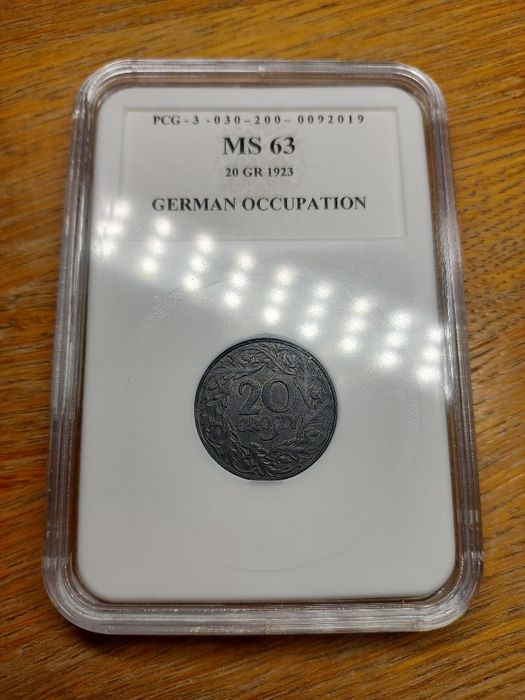 PCG - 3 - 030 - 200 - 0092019
MS 63
20 GR 1923
GERMAN OCCUPATION
20
GROSZY